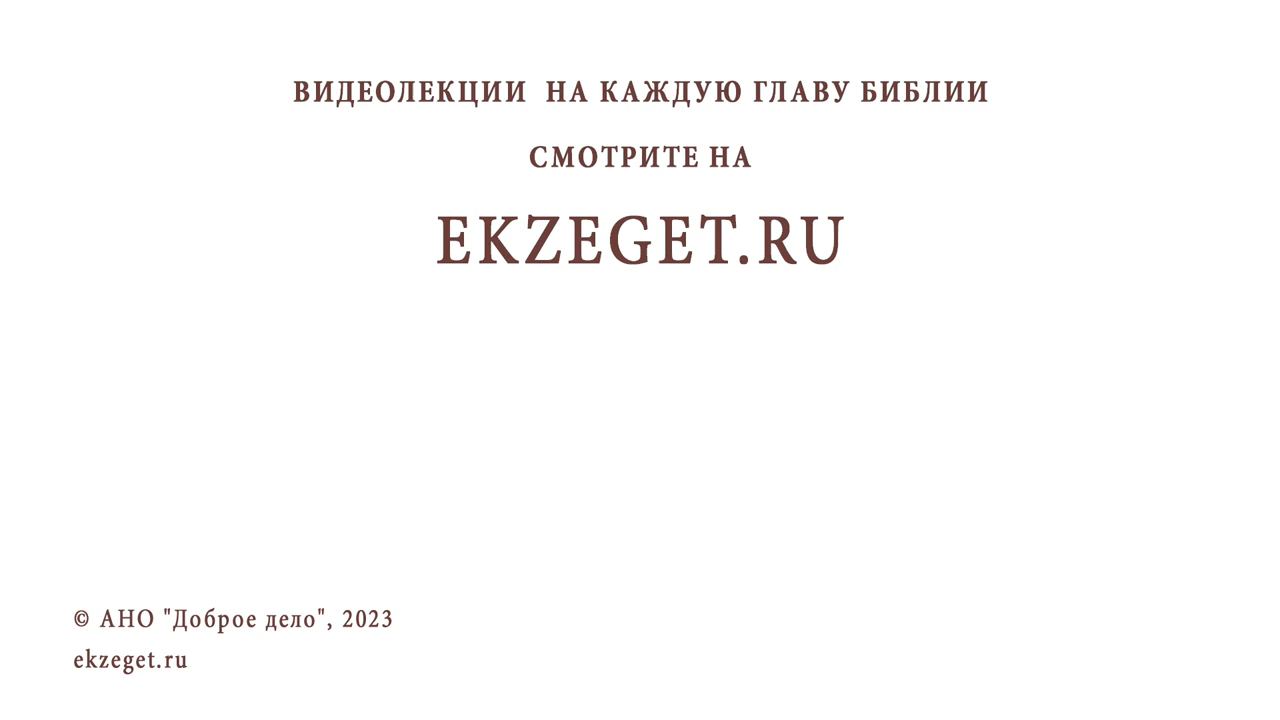 ВИДЕОЛЕКЦИИ НА КАЖДУЮ ГЛАВУ БИБЛИИ
СМОТРИТЕ НА
EKZEGET.RU
© АНО "Доброе дело", 2023
ekzeget.ru